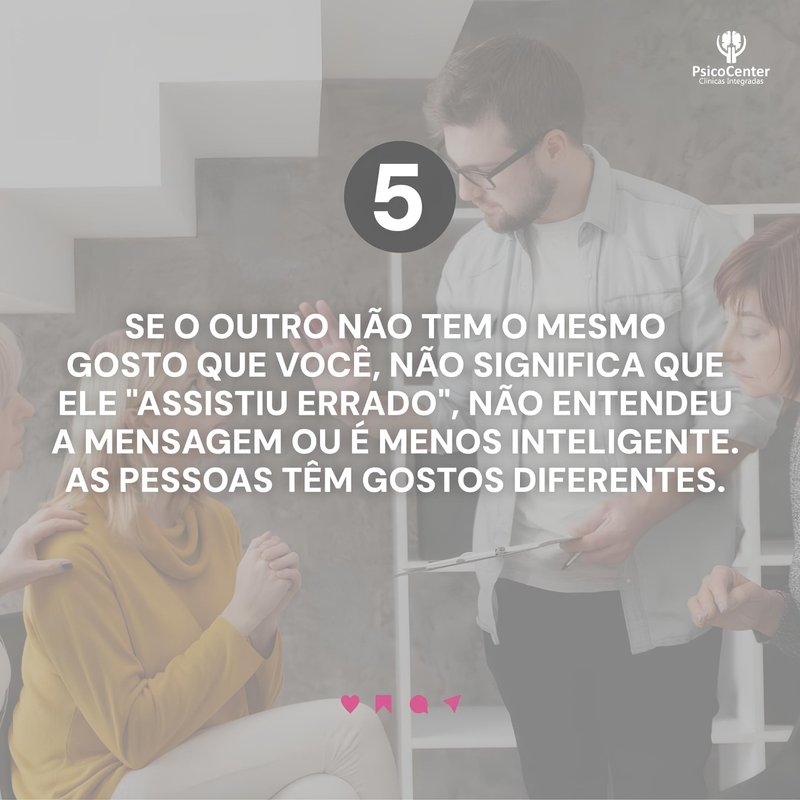 PsicoCenter
Clínicas Integradas
5
SE O OUTRO NÃO TEM O MESMO
GOSTO QUE VOCÊ, NÃO SIGNIFICA QUE
ELE "ASSISTIU ERRADO", NÃO ENTENDEU
A MENSAGEM OU É MENOS INTELIGENTE.
AS PESSOAS TÊM GOSTOS DIFERENTES.